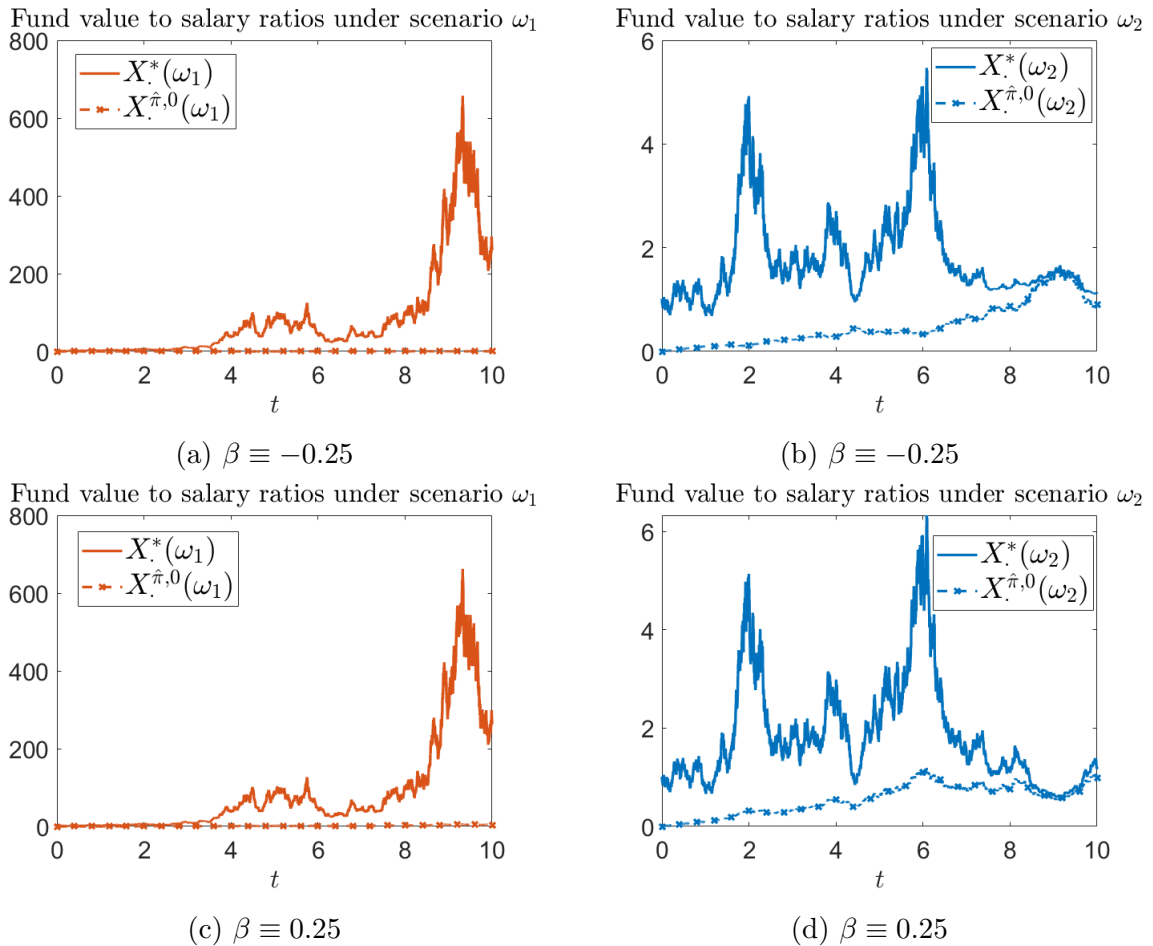 Fund value to salary ratios under scenario ω₁
800
600
400
200
0
0 2 4 6 8 10
t
X.*(ω₁)
X.^{π̂,0}(ω₁)
(a) β ≡ −0.25
Fund value to salary ratios under scenario ω₂
6
4
2
0
0 2 4 6 8 10
t
X.*(ω₂)
X.^{π̂,0}(ω₂)
(b) β ≡ −0.25
Fund value to salary ratios under scenario ω₁
800
600
400
200
0
0 2 4 6 8 10
t
X.*(ω₁)
X.^{π̂,0}(ω₁)
(c) β ≡ 0.25
Fund value to salary ratios under scenario ω₂
6
4
2
0
0 2 4 6 8 10
t
X.*(ω₂)
X.^{π̂,0}(ω₂)
(d) β ≡ 0.25